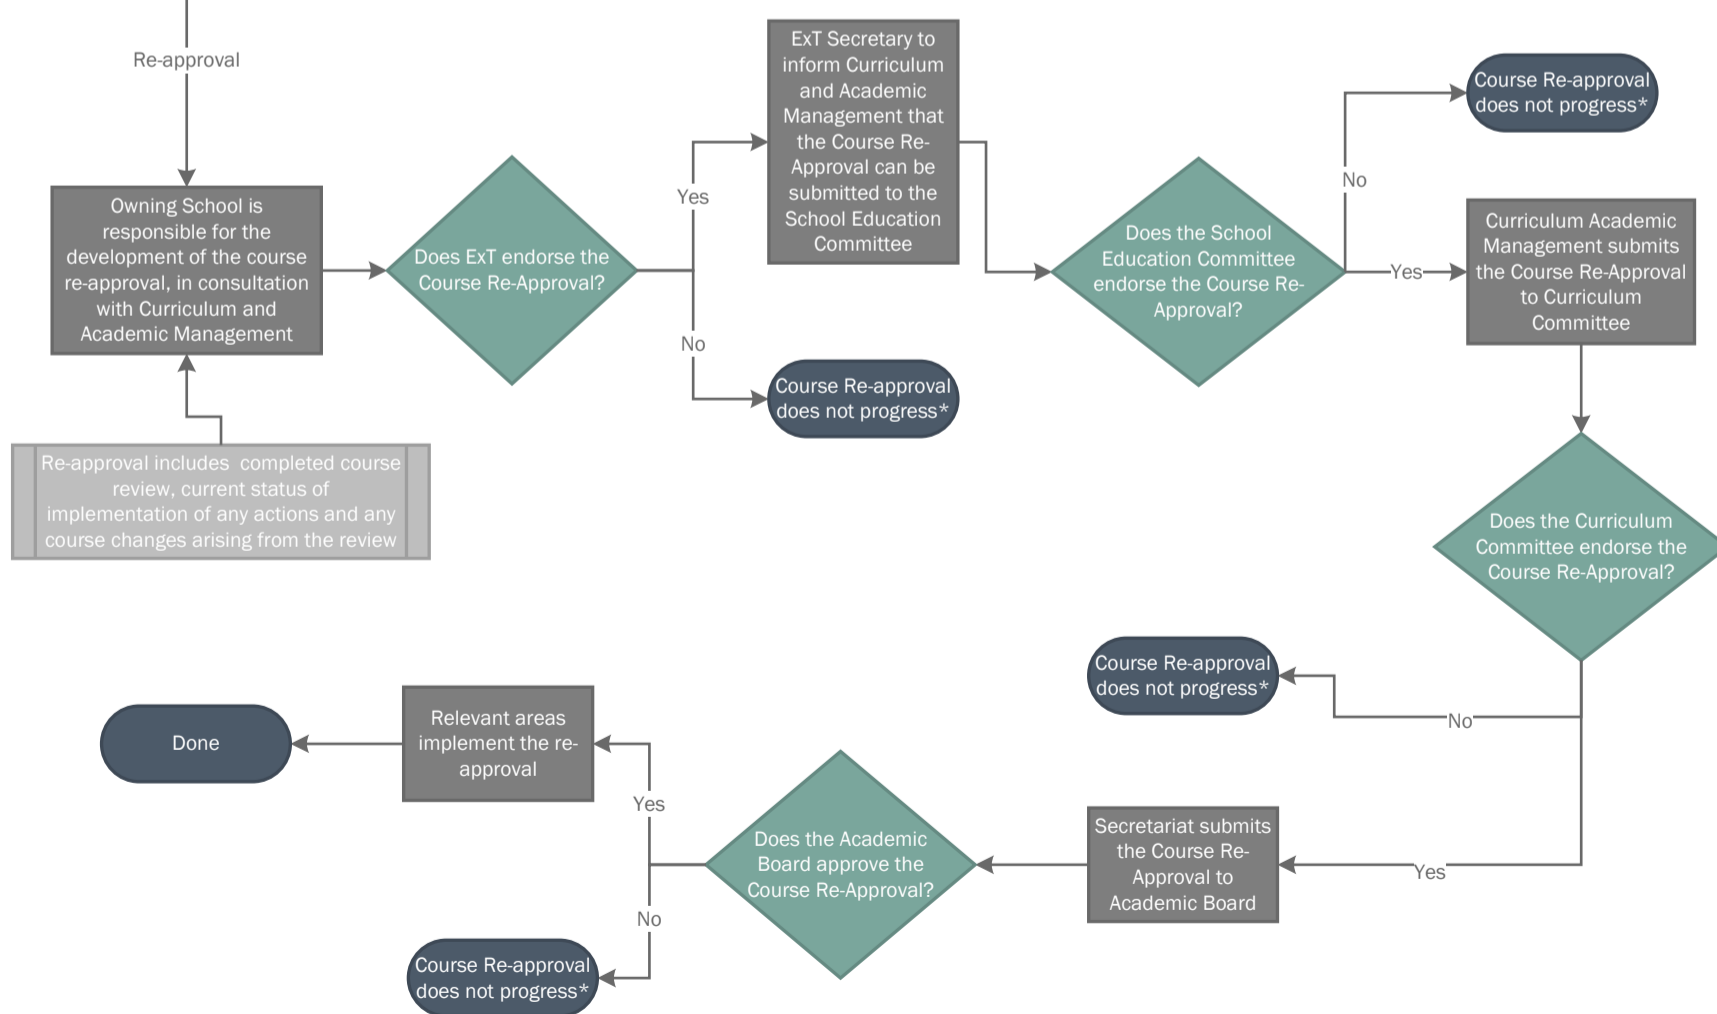 Re-approval
Owning School is
responsible for the
development of the course
re-approval, in consultation
with Curriculum and
Academic Management
Re-approval includes  completed course
review, current status of
implementation of any actions and any
course changes arising from the review
Does ExT endorse the
Course Re-Approval?
Yes
No
ExT Secretary to
inform Curriculum
and Academic
Management that
the Course Re-
Approval can be
submitted to the
School Education
Committee
Course Re-approval
does not progress*
Does the School
Education Committee
endorse the Course Re-
Approval?
No
Yes
Course Re-approval
does not progress*
Curriculum Academic
Management submits
the Course Re-Approval
to Curriculum
Committee
Does the Curriculum
Committee endorse the
Course Re-Approval?
No
Course Re-approval
does not progress*
Yes
Secretariat submits
the Course Re-
Approval to
Academic Board
Does the Academic
Board approve the
Course Re-Approval?
Yes
No
Relevant areas
implement the re-
approval
Done
Course Re-approval
does not progress*